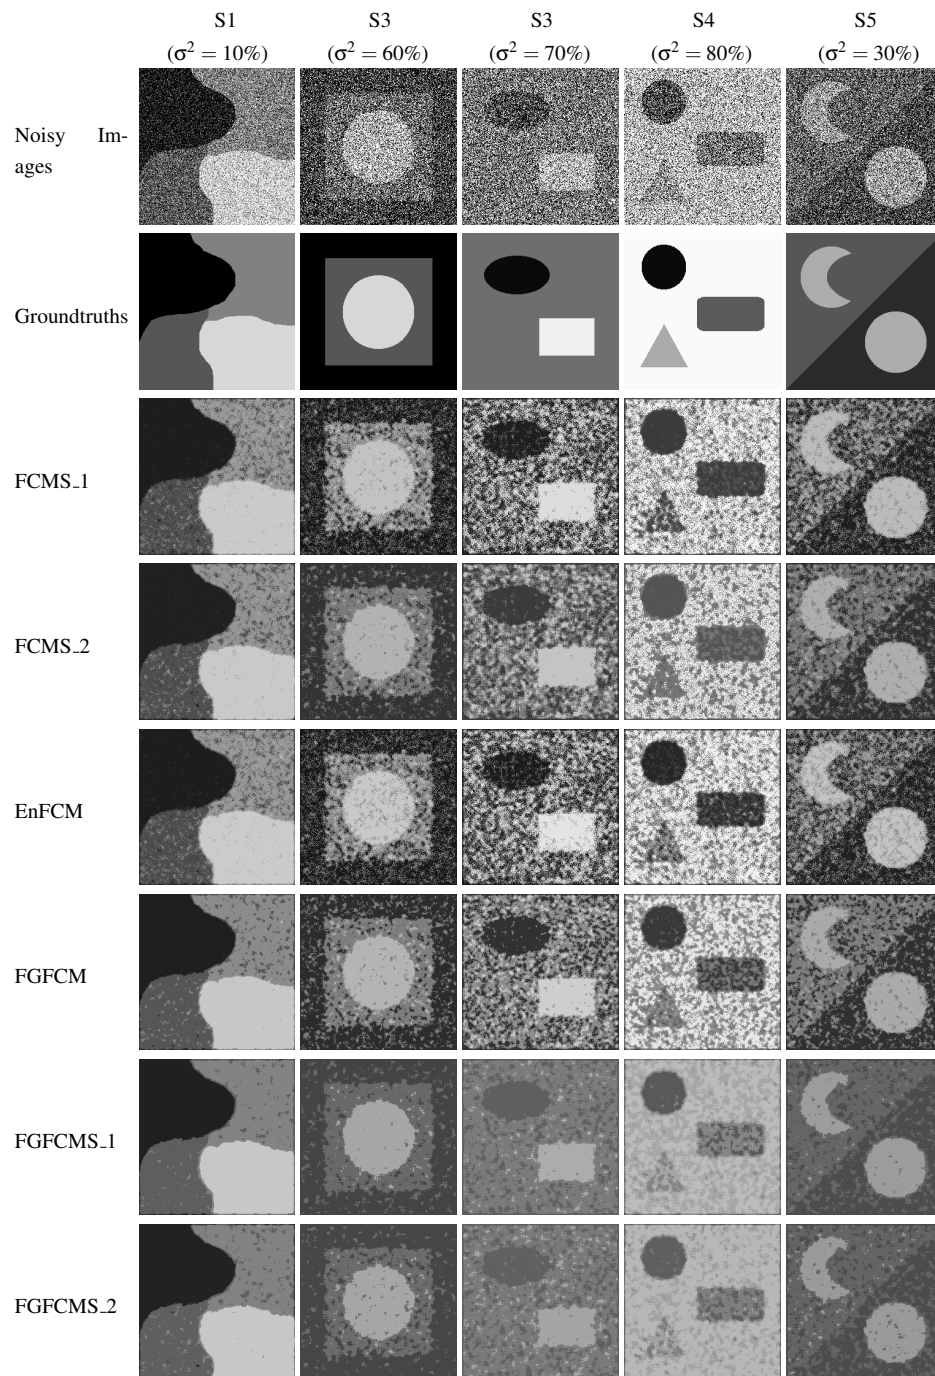 S1 S3 S3 S4 S5
(σ² = 10%) (σ² = 60%) (σ² = 70%) (σ² = 80%) (σ² = 30%)
Noisy Im-
ages
Groundtruths
FCMS_1
FCMS_2
EnFCM
FGFCM
FGFCMS_1
FGFCMS_2